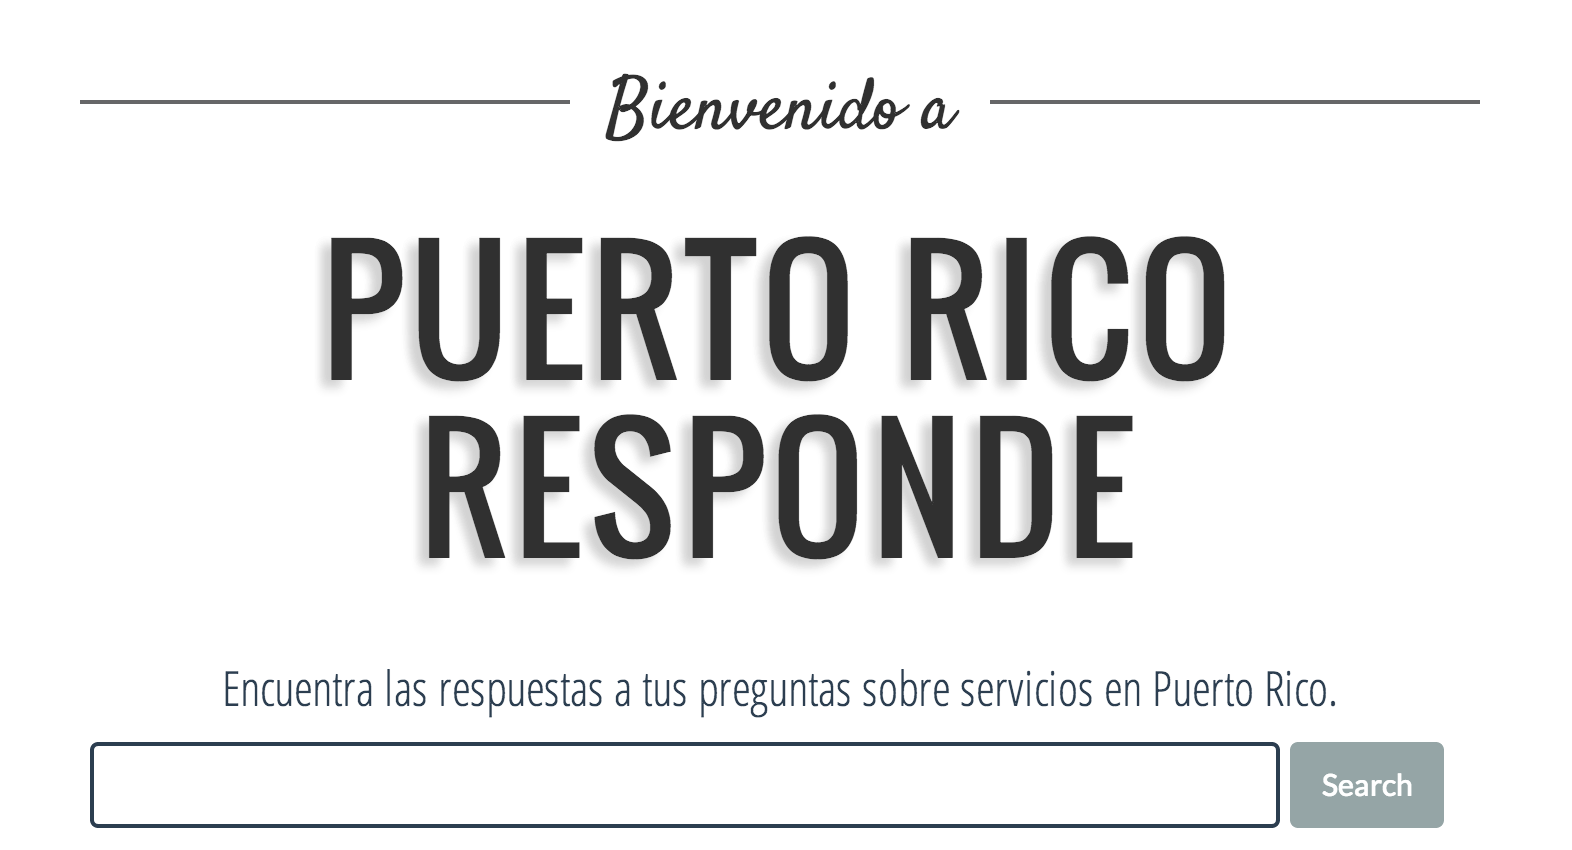 Bienvenido a
PUERTO RICO
RESPONDE
Encuentra las respuestas a tus preguntas sobre servicios en Puerto Rico.
Search